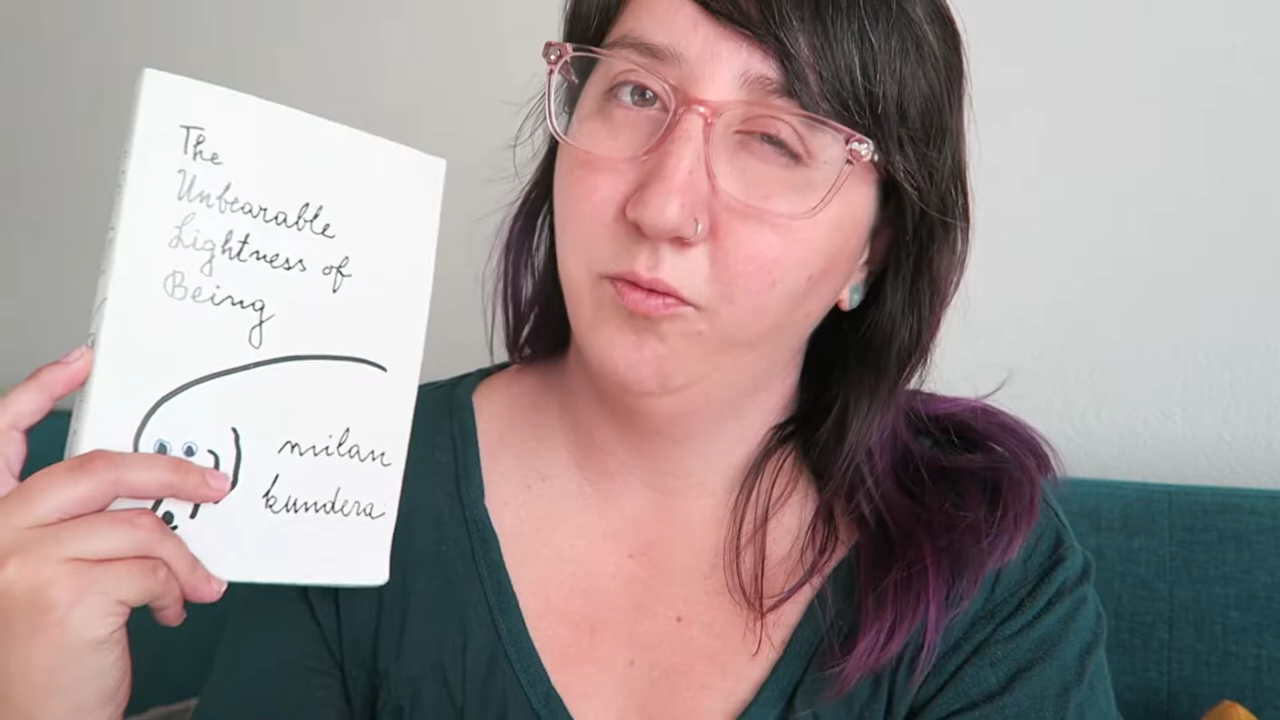 The
Unbearable
Lightness of
Being
milan
kundera